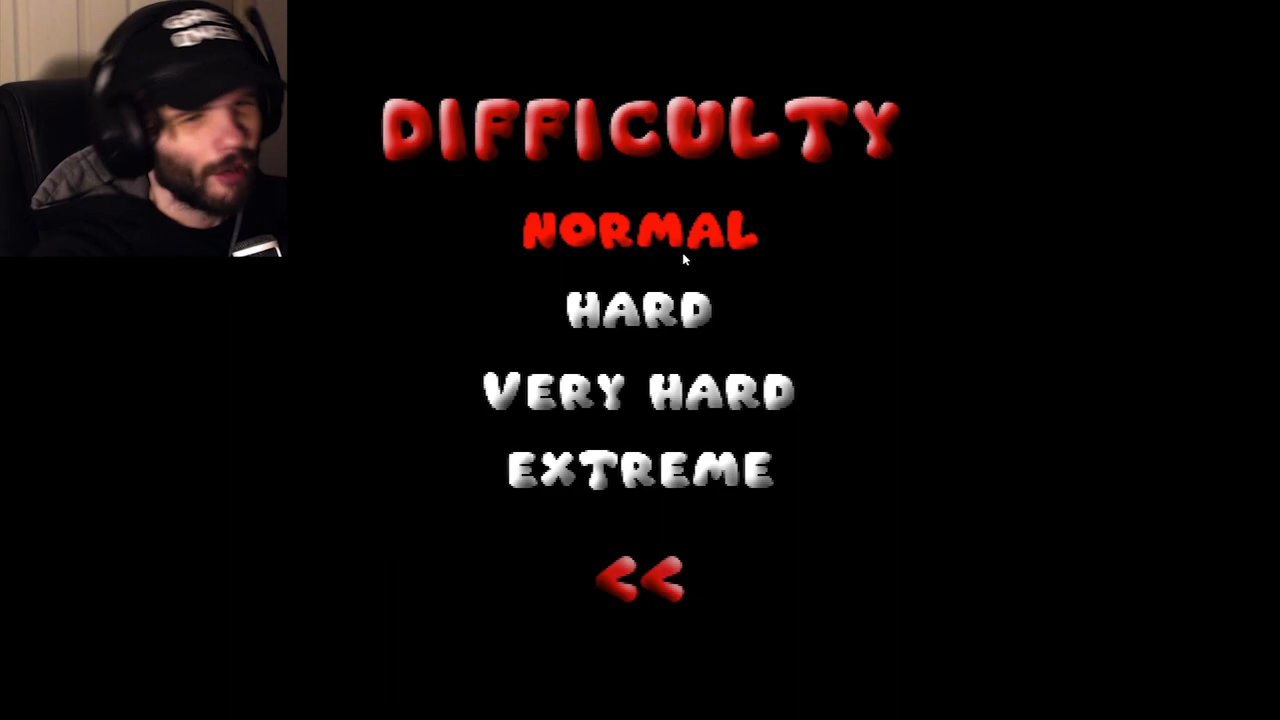 DIFFICULTY
NORMAL
HARD
VERY HARD
EXTREME
<<